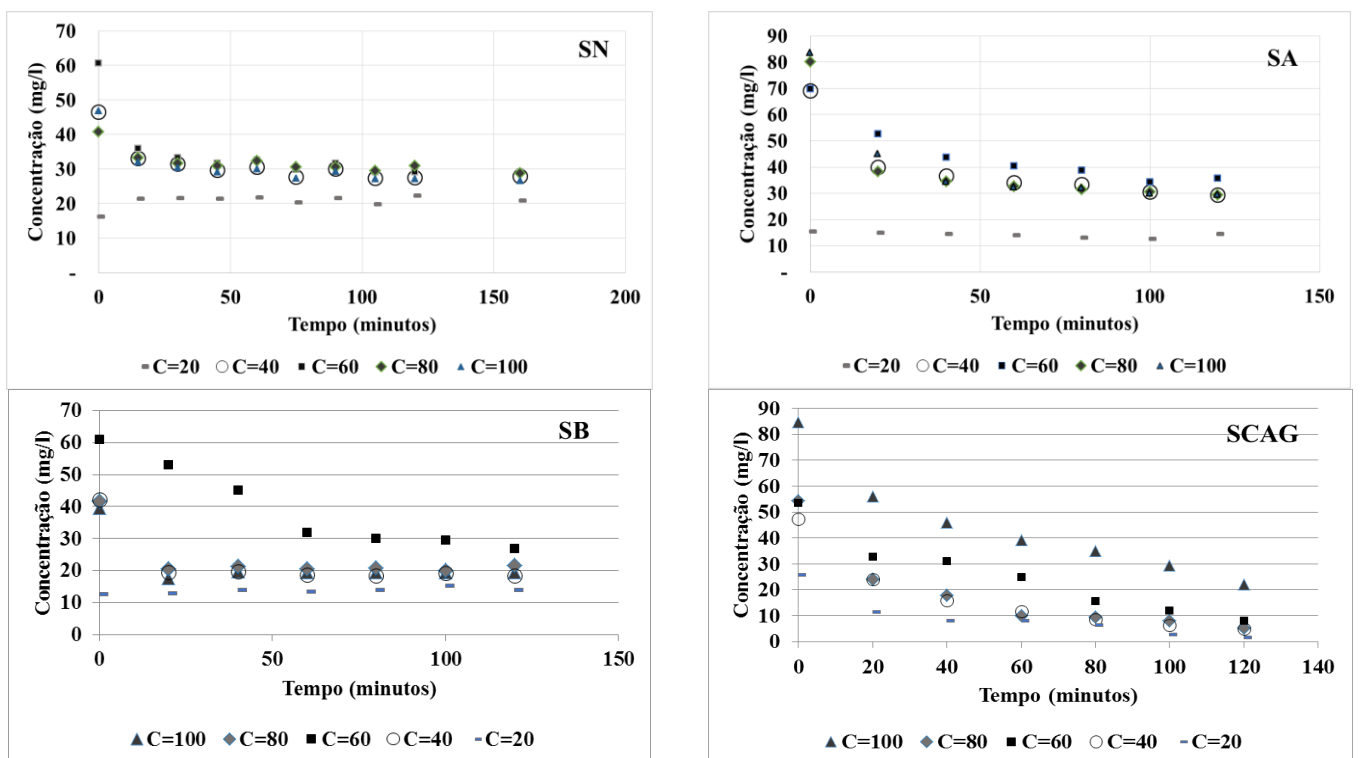 SN
Concentração (mg/l)
70
60
50
40
30
20
10
-
0 50 100 150 200
Tempo (minutos)
C=20 C=40 C=60 C=80 C=100
SA
Concentração (mg/l)
90
80
70
60
50
40
30
20
10
-
0 50 100 150
Tempo (minutos)
C=20 C=40 C=60 C=80 C=100
SB
Concentração (mg/l)
70
60
50
40
30
20
10
0
0 50 100 150
Tempo (minutos)
C=100 C=80 C=60 C=40 C=20
SCAG
Concentração (mg/l)
90
80
70
60
50
40
30
20
10
0
0 20 40 60 80 100 120 140
Tempo (minutos)
C=100 C=80 C=60 C=40 C=20